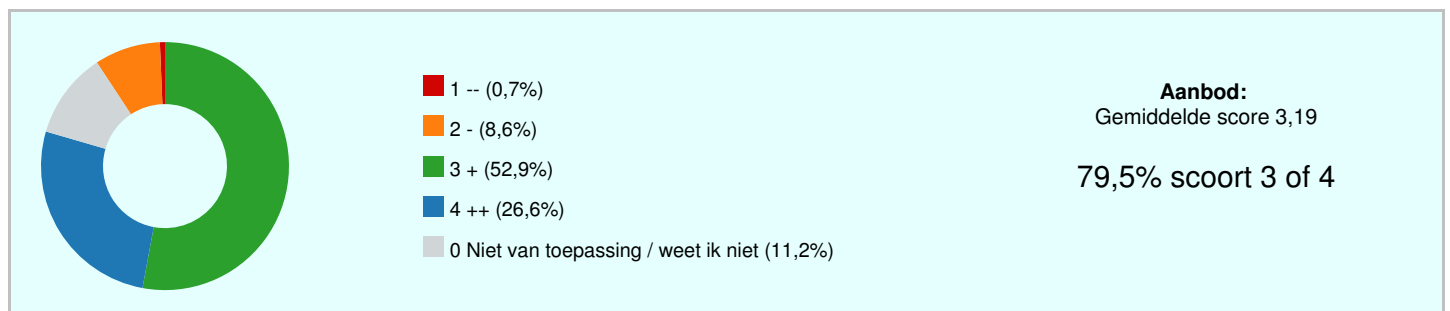 1 -- (0,7%)
2 - (8,6%)
3 + (52,9%)
4 ++ (26,6%)
0 Niet van toepassing / weet ik niet (11,2%)
Aanbod:
Gemiddelde score 3,19
79,5% scoort 3 of 4